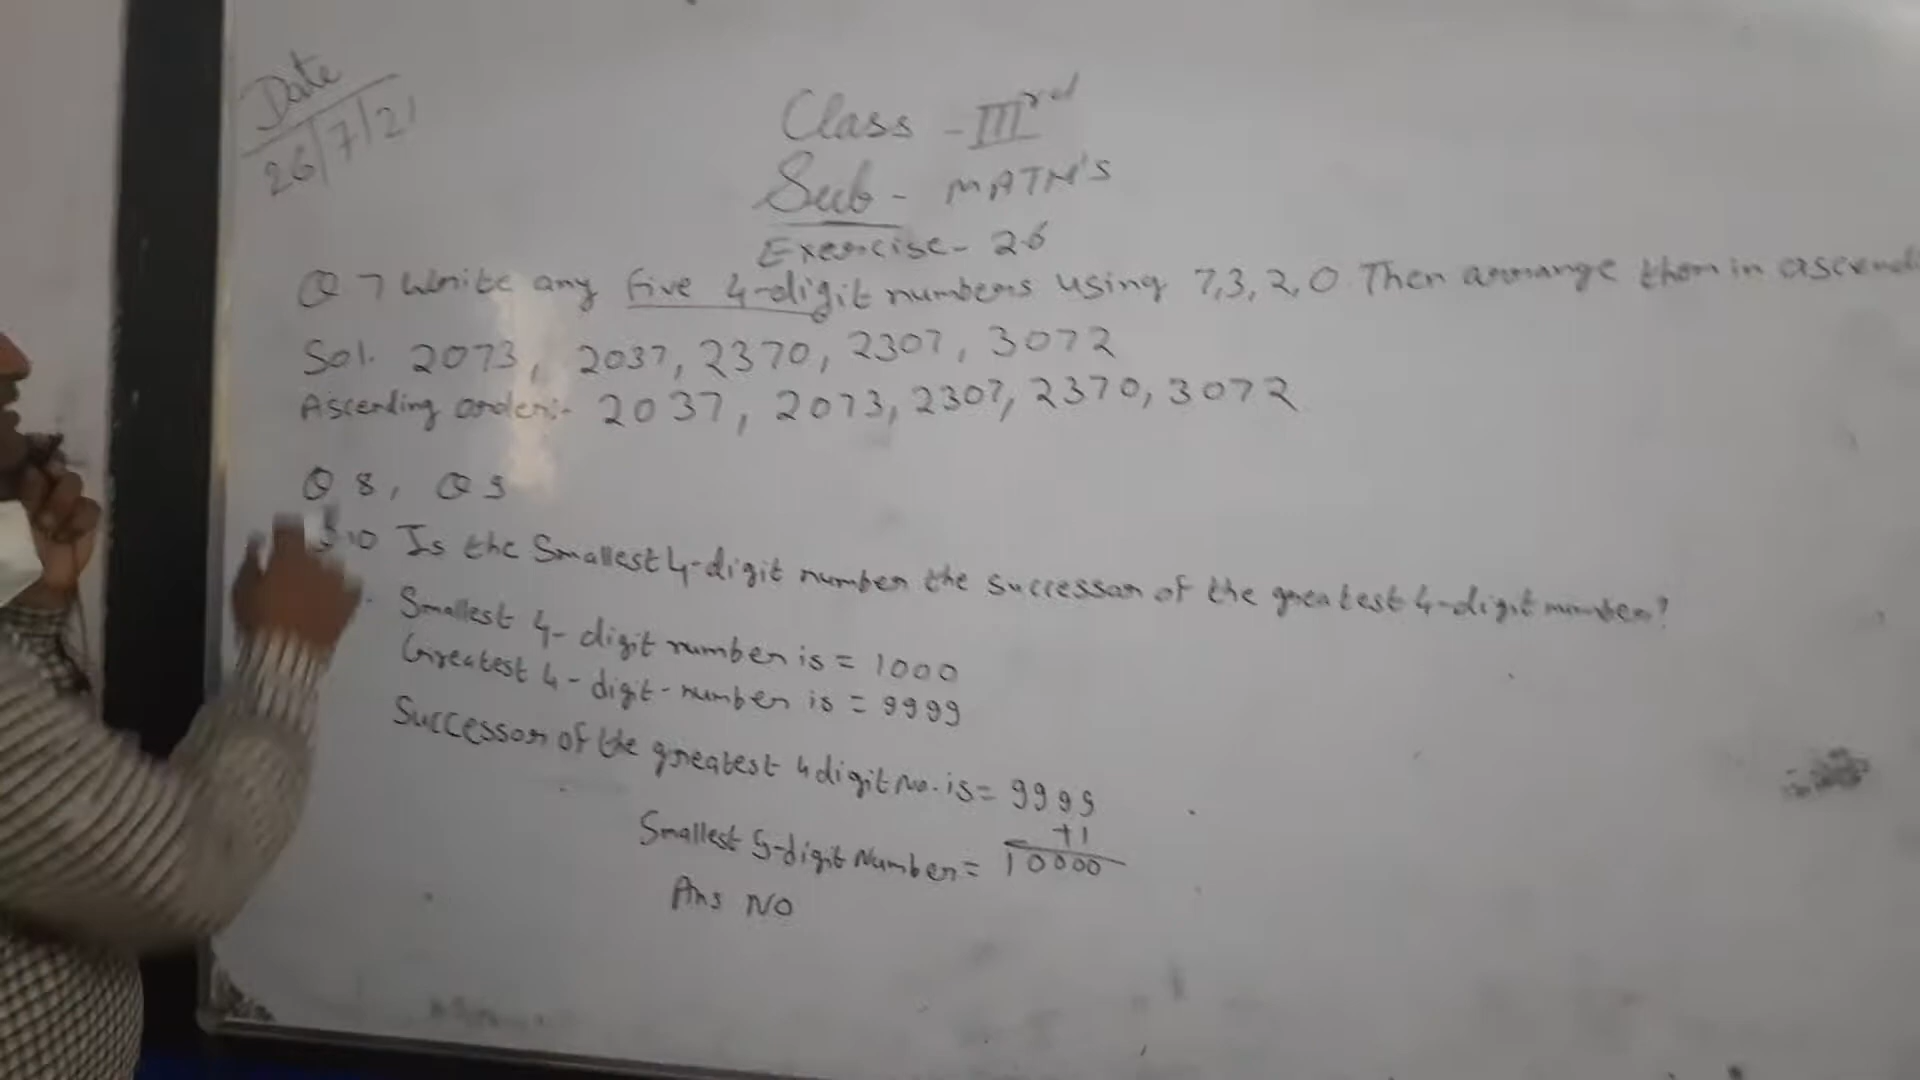 Date
26/7/21
Class - IIIrd
Sub - MATH'S
Exercise - 2.6
Q 7 Write any five 4-digit numbers using 7,3,2,0. Then arrange them in
Sol. 2073, 2037, 2370, 2307, 3072
Ascending order:- 2037, 2073, 2307, 2370, 3072
Q 8, Q 9
10 Is the Smallest 4-digit number the successor of the greatest 4-digit number?
Smallest 4-digit number is = 1000
Greatest 4-digit-number is = 9999
Successor of the greatest 4 digit No. is = 9999
+1
Smallest 5-digit Number = 10000
Ans NO